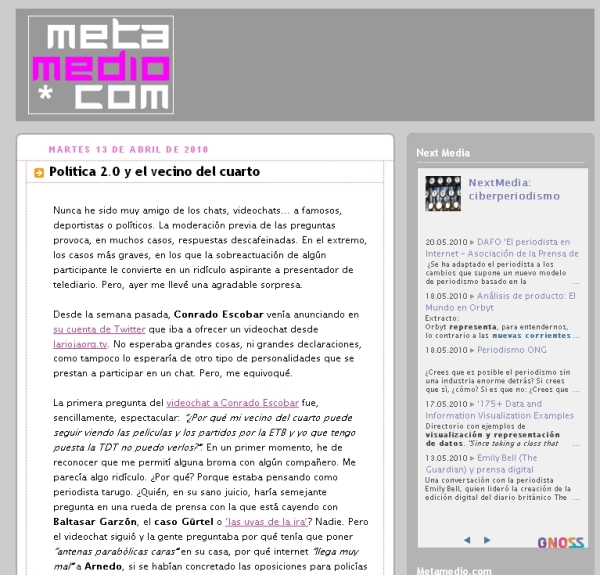 meta
medio
* com
MARTES 13 DE ABRIL DE 2010
Politica 2.0 y el vecino del cuarto
Nunca he sido muy amigo de los chats, videochats... a famosos,
deportistas o políticos. La moderación previa de las preguntas
provoca, en muchos casos, respuestas descafeinadas. En el extremo,
los casos más graves, en los que la sobreactuación de algún
participante le convierte en un ridículo aspirante a presentador de
telediario. Pero, ayer me llevé una agradable sorpresa.
Desde la semana pasada, Conrado Escobar venía anunciando en
su cuenta de Twitter que iba a ofrecer un videochat desde
lariojaorg.tv. No esperaba grandes cosas, ni grandes declaraciones,
como tampoco lo esperaría de otro tipo de personalidades que se
prestan a participar en un chat. Pero, me equivoqué.
La primera pregunta del videochat a Conrado Escobar fue,
sencillamente, espectacular: "¿Por qué mi vecino del cuarto puede
seguir viendo las películas y los partidos por la ETB y yo que tengo
puesta la TDT no puedo verlos?". En un primer momento, he de
reconocer que me permití alguna broma con algún compañero. Me
parecía algo ridículo. ¿Por qué? Porque estaba pensando como
periodista tarugo. ¿Quién, en su sano juicio, haría semejante
pregunta en una rueda de prensa con la que está cayendo con
Baltasar Garzón, el caso Gürtel o 'las uvas de la ira'? Nadie. Pero
el videochat siguió y la gente preguntaba por qué tenía que poner
"antenas parabólicas caras" en su casa, por qué internet "llega muy
mal" a Arnedo, si se habían concretado las oposiciones para policías
Next Media
NextMedia:
ciberperiodismo
20.05.2010 DAFO 'El periodista en
Internet - Asociación de la Prensa de
¿Se ha adaptado el periodista a los
cambios que supone un nuevo modelo
de periodismo basado en la ...
18.05.2010 Análisis de producto: El
Mundo en Orbyt
Extracto:
Orbyt representa, para entendernos,
lo contrario a las nuevas corrientes ...
18.05.2010 Periodismo ONG
¿Crees que es posible el periodismo sin
una industria enorme detrás? Si crees
que sí, ¿cómo? Si es que no: ¿Crees que ...
17.05.2010 '175+ Data and
Information Visualization Examples
Directorio con ejemplos de
visualización y representación
de datos. "Since taking a class that ...
13.05.2010 Emily Bell (The
Guardian) y prensa digital
Una conversación con la periodista
Emily Bell, quien lideró la creación de la
edición digital del diario británico The ...
GNOSS
Metamedio.com